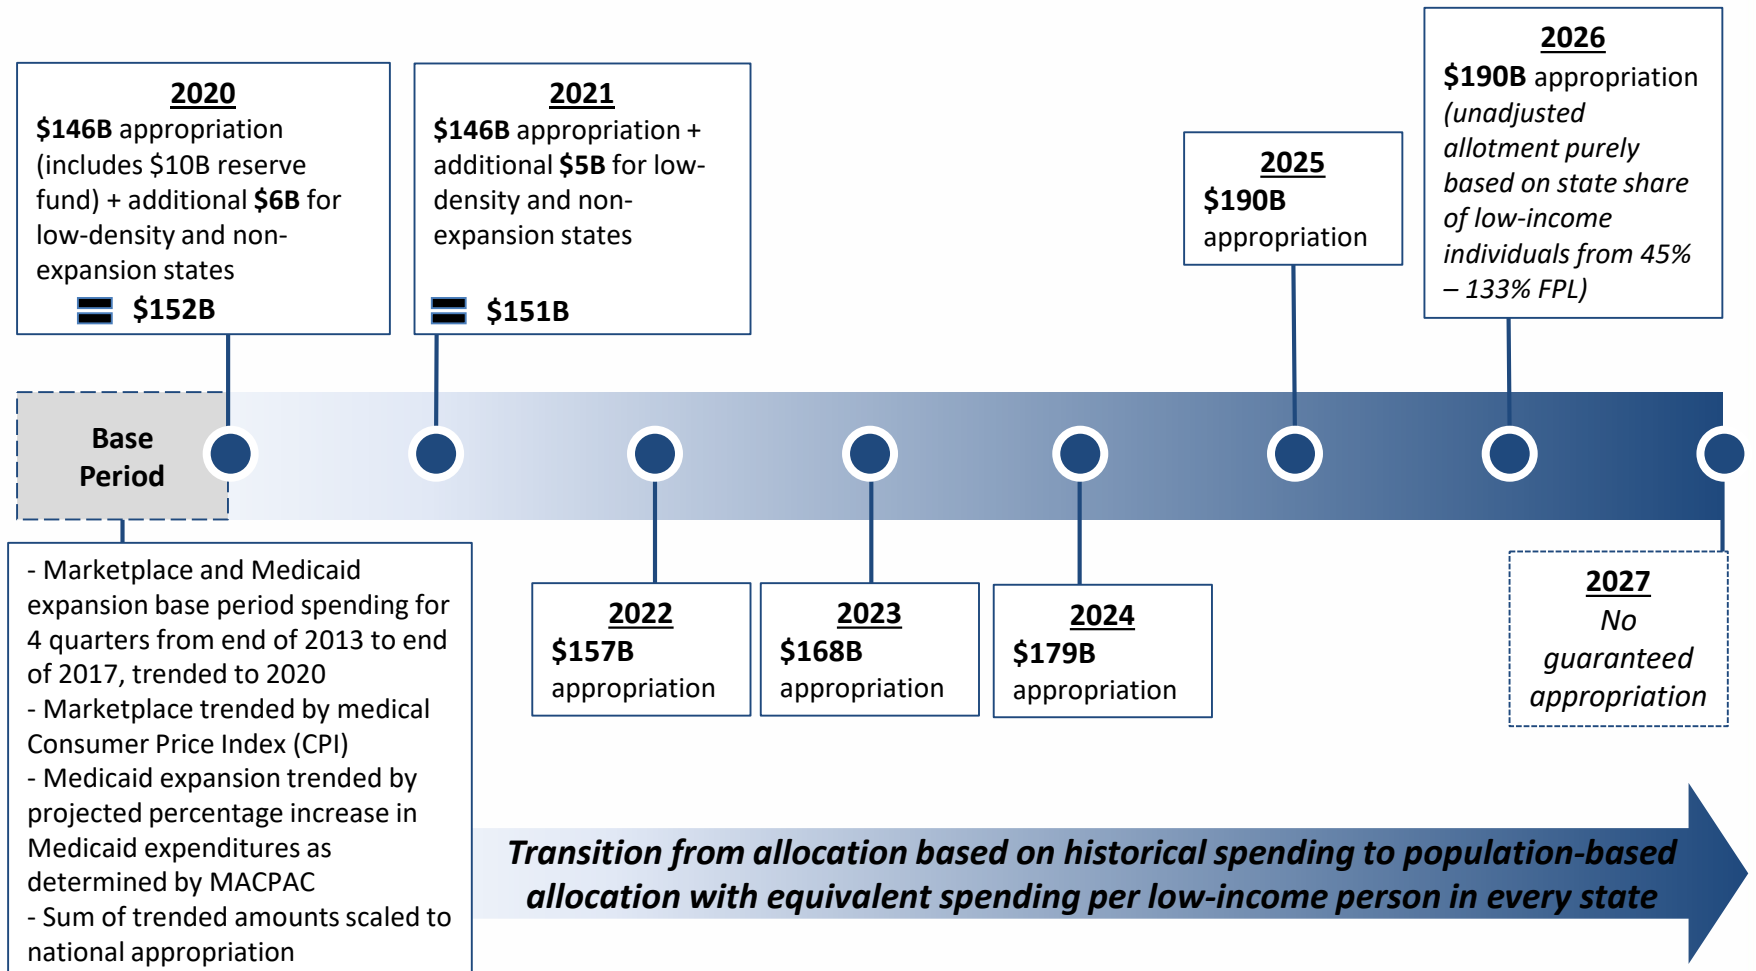 2020
$146B appropriation
(includes $10B reserve
fund) + additional $6B for
low-density and non-
expansion states
$152B
2021
$146B appropriation +
additional $5B for low-
density and non-
expansion states
$151B
2025
$190B
appropriation
2026
$190B appropriation
(unadjusted
allotment purely
based on state share
of low-income
individuals from 45%
– 133% FPL)
Base
Period
- Marketplace and Medicaid
expansion base period spending for
4 quarters from end of 2013 to end
of 2017, trended to 2020
- Marketplace trended by medical
Consumer Price Index (CPI)
- Medicaid expansion trended by
projected percentage increase in
Medicaid expenditures as
determined by MACPAC
- Sum of trended amounts scaled to
national appropriation
2022
$157B
appropriation
2023
$168B
appropriation
2024
$179B
appropriation
2027
No
guaranteed
appropriation
Transition from allocation based on historical spending to population-based
allocation with equivalent spending per low-income person in every state